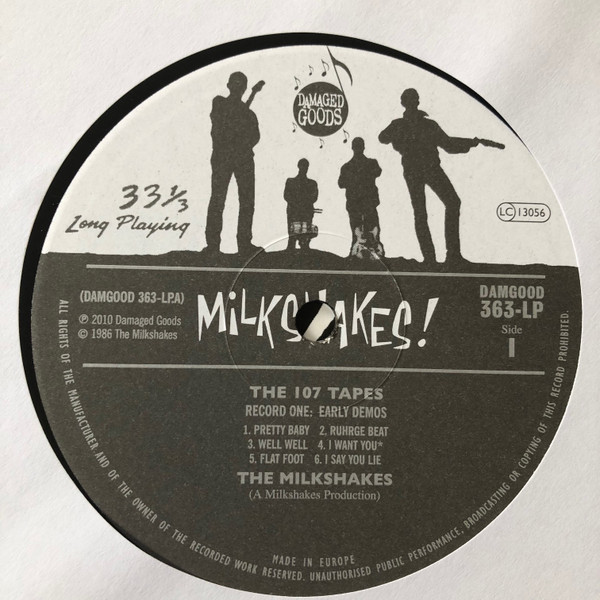 DAMAGED
GOODS
33 1/3
Long Playing
LC 13056
(DAMGOOD 363-LP.A)
℗ 2010 Damaged Goods
© 1986 The Milkshakes
MiLKSHAKES!
DAMGOOD
363-LP
Side
1
THE 107 TAPES
RECORD ONE: EARLY DEMOS
1. PRETTY BABY 2. RUHRGE BEAT
3. WELL WELL 4. I WANT YOU*
5. FLAT FOOT 6. I SAY YOU LIE
THE MILKSHAKES
(A Milkshakes Production)
MADE IN EUROPE
ALL RIGHTS OF THE MANUFACTURER AND OF THE OWNER OF THE RECORDED WORK RESERVED. UNAUTHORISED PUBLIC PERFORMANCE, BROADCASTING OR COPYING OF THIS RECORD PROHIBITED.